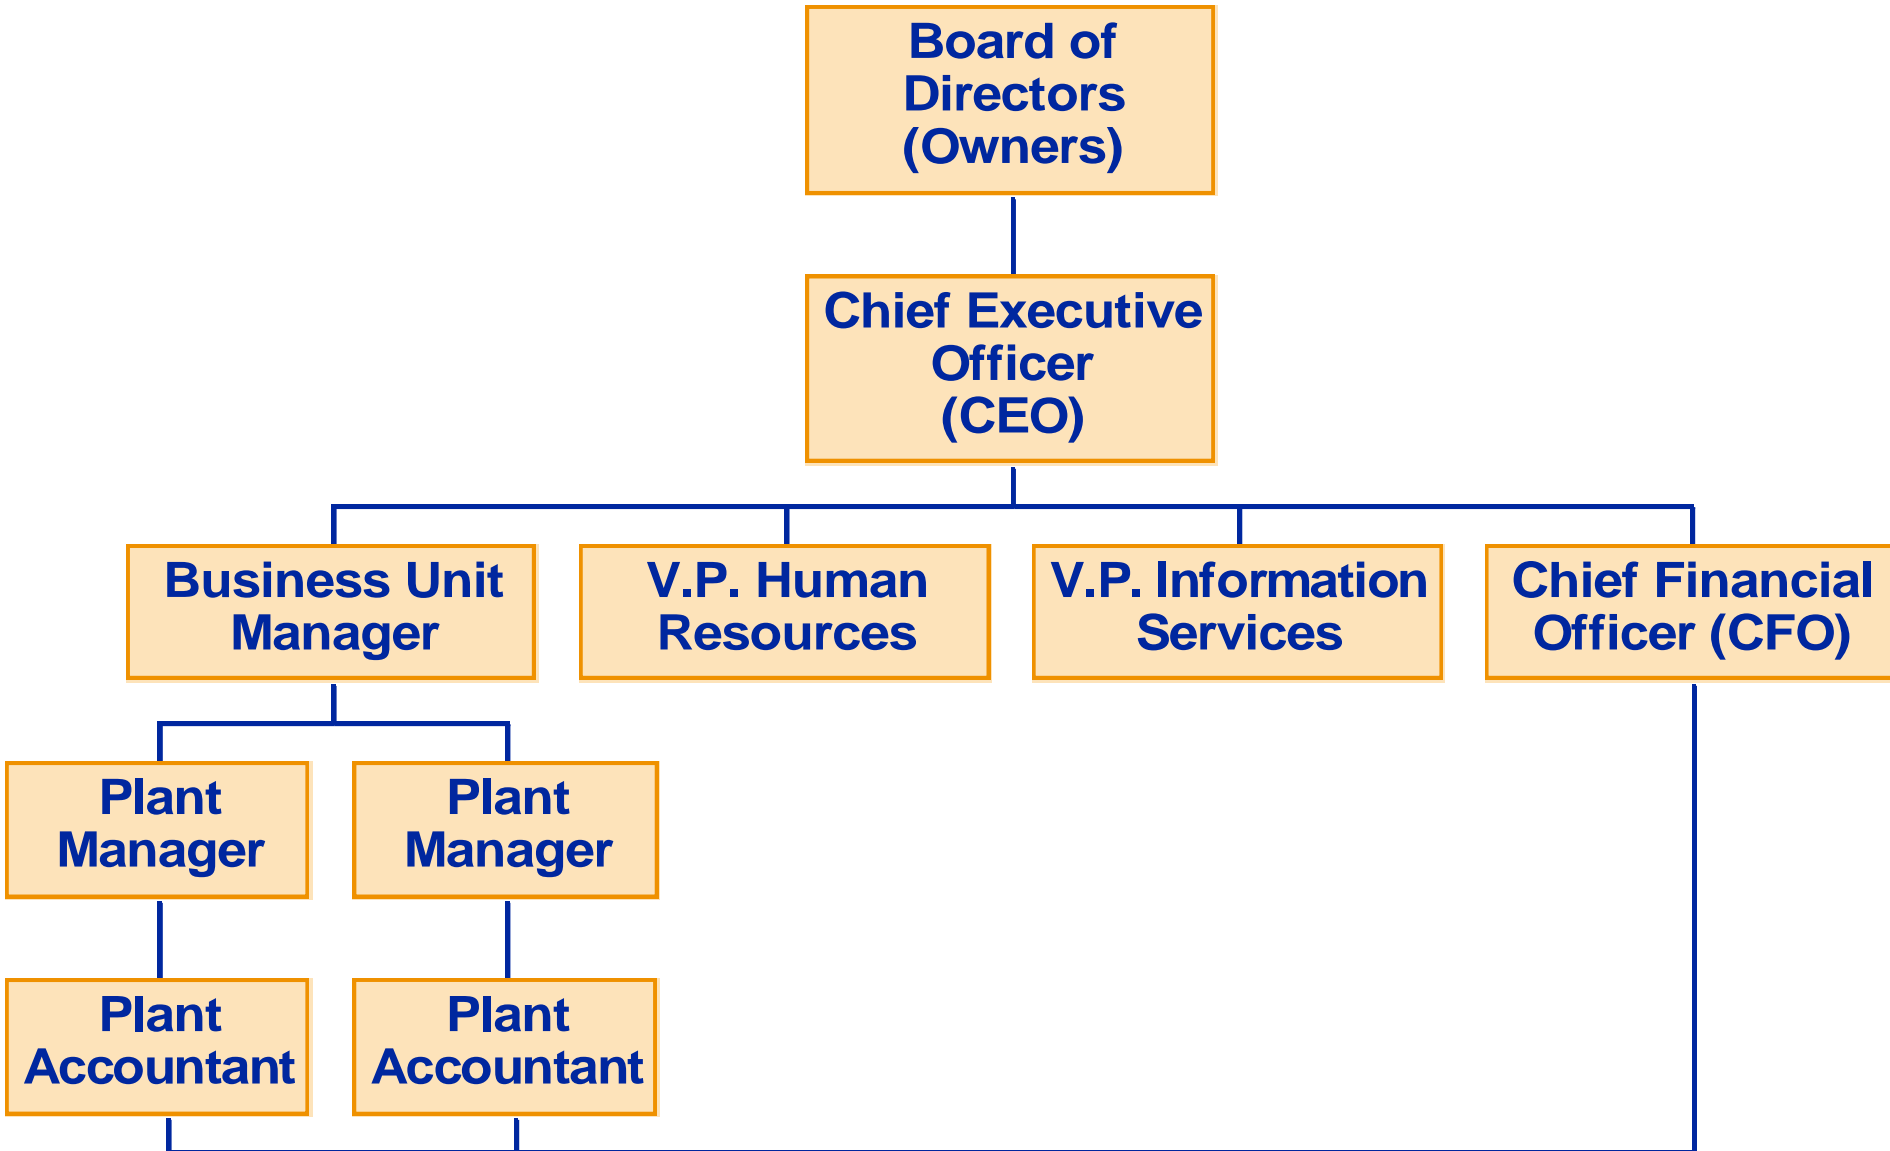 Board of
Directors
(Owners)
Chief Executive
Officer
(CEO)
Business Unit
Manager
V.P. Human
Resources
V.P. Information
Services
Chief Financial
Officer (CFO)
Plant
Manager
Plant
Manager
Plant
Accountant
Plant
Accountant